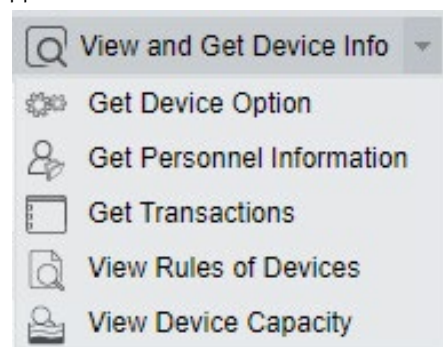 View and Get Device Info
Get Device Option
Get Personnel Information
Get Transactions
View Rules of Devices
View Device Capacity